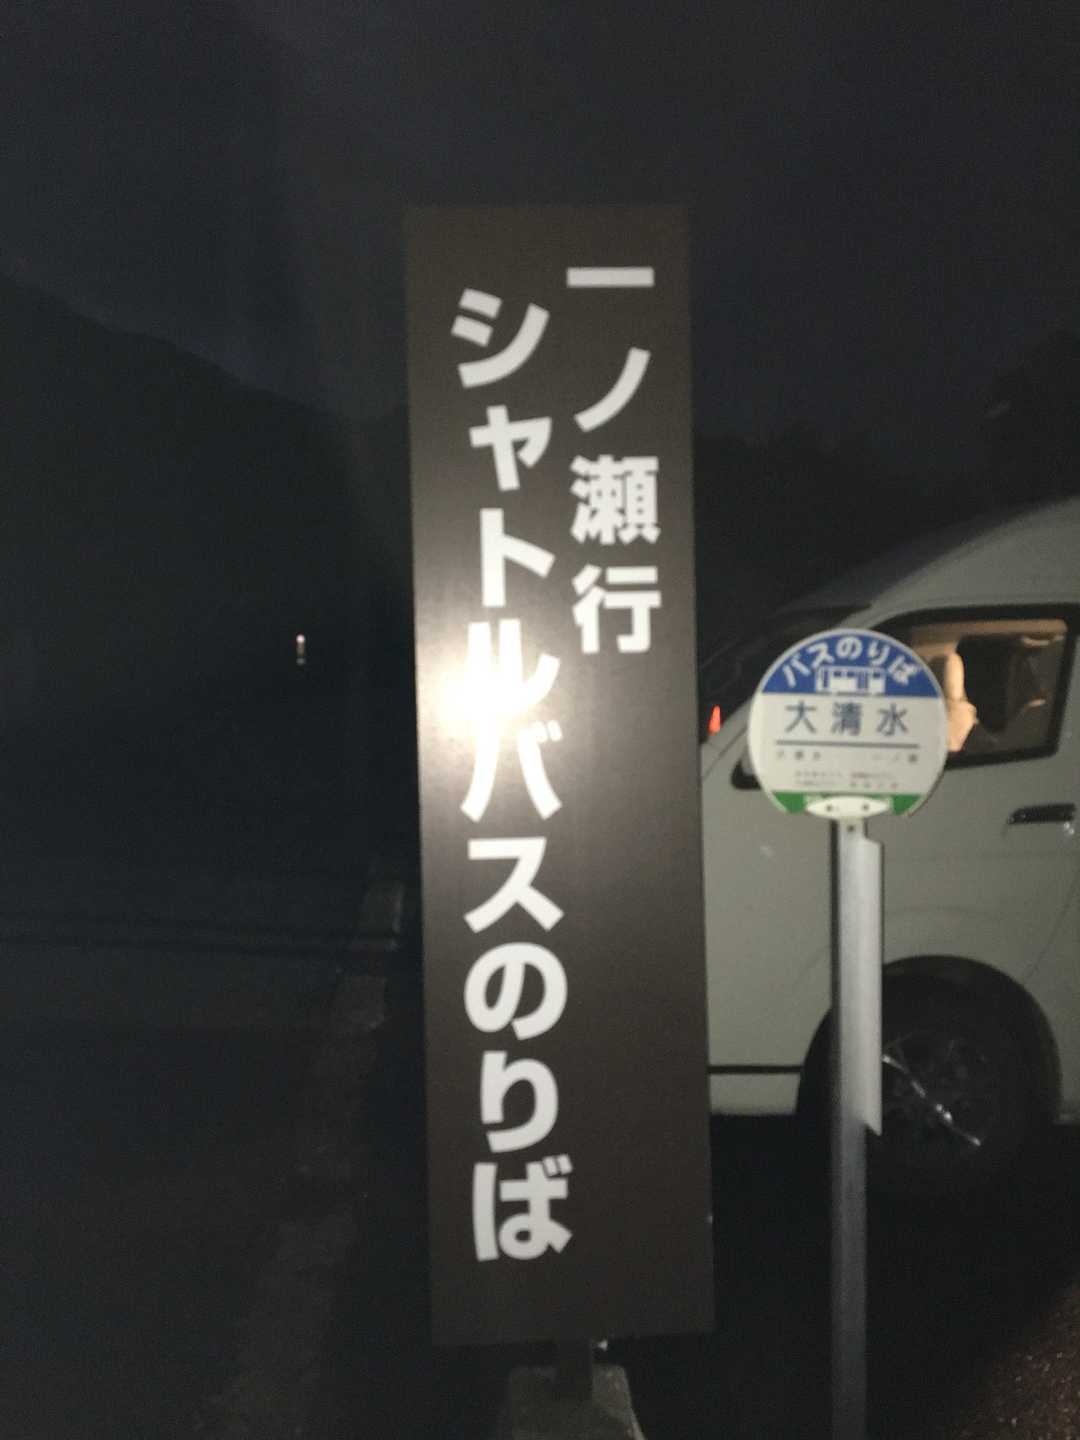 一ノ瀬行
シャトルバスのりば
バスのりば
大清水